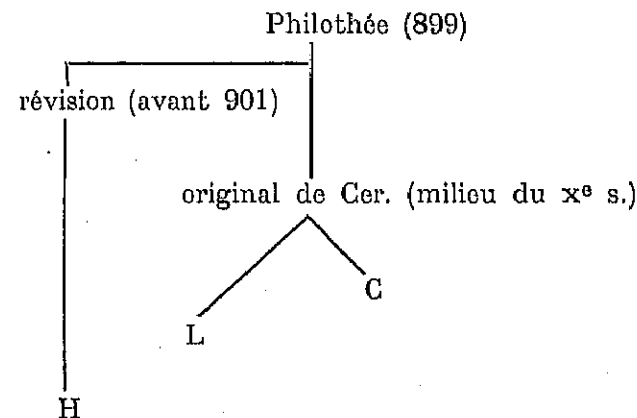 Philothée (899)
révision (avant 901)
original de Cer. (milieu du xᵉ s.)
C
L
H